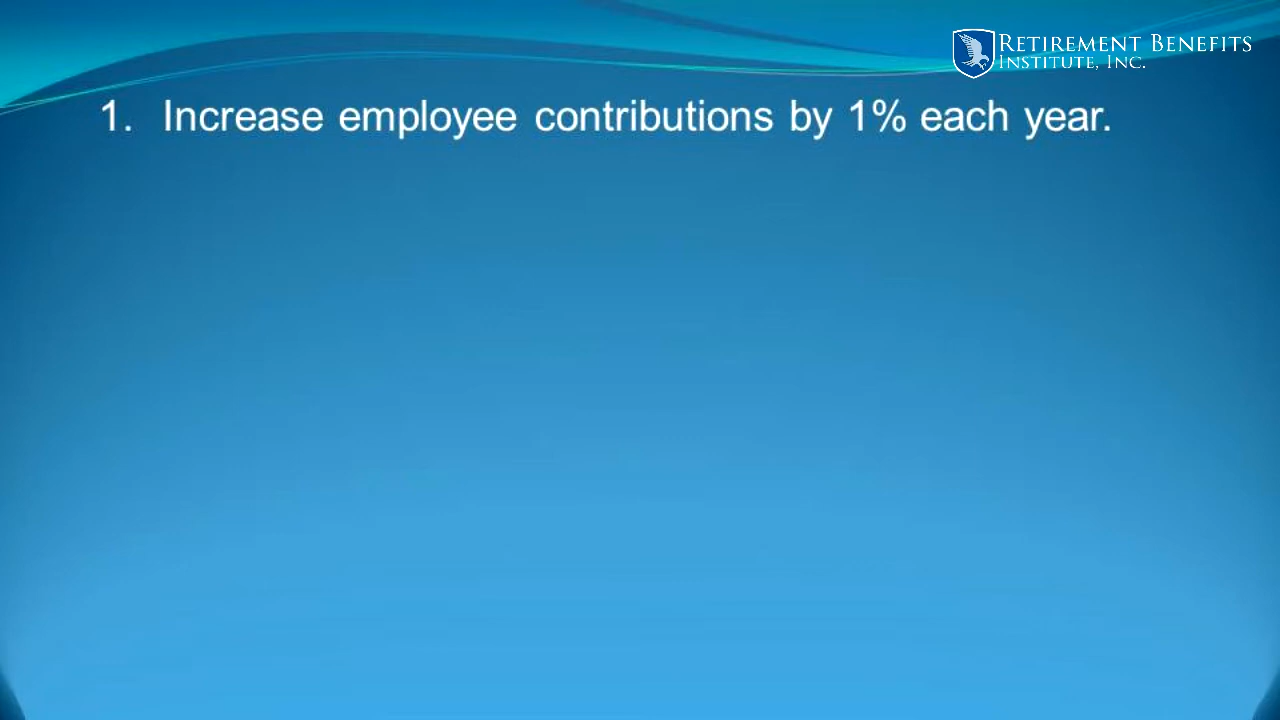 RETIREMENT BENEFITS
INSTITUTE, INC.
1. Increase employee contributions by 1% each year.